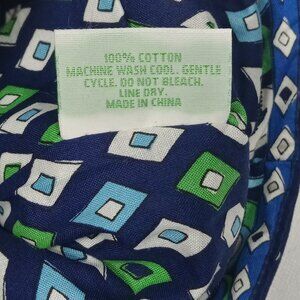 100% COTTON
MACHINE WASH COOL. GENTLE
CYCLE. DO NOT BLEACH.
LINE DRY.
MADE IN CHINA